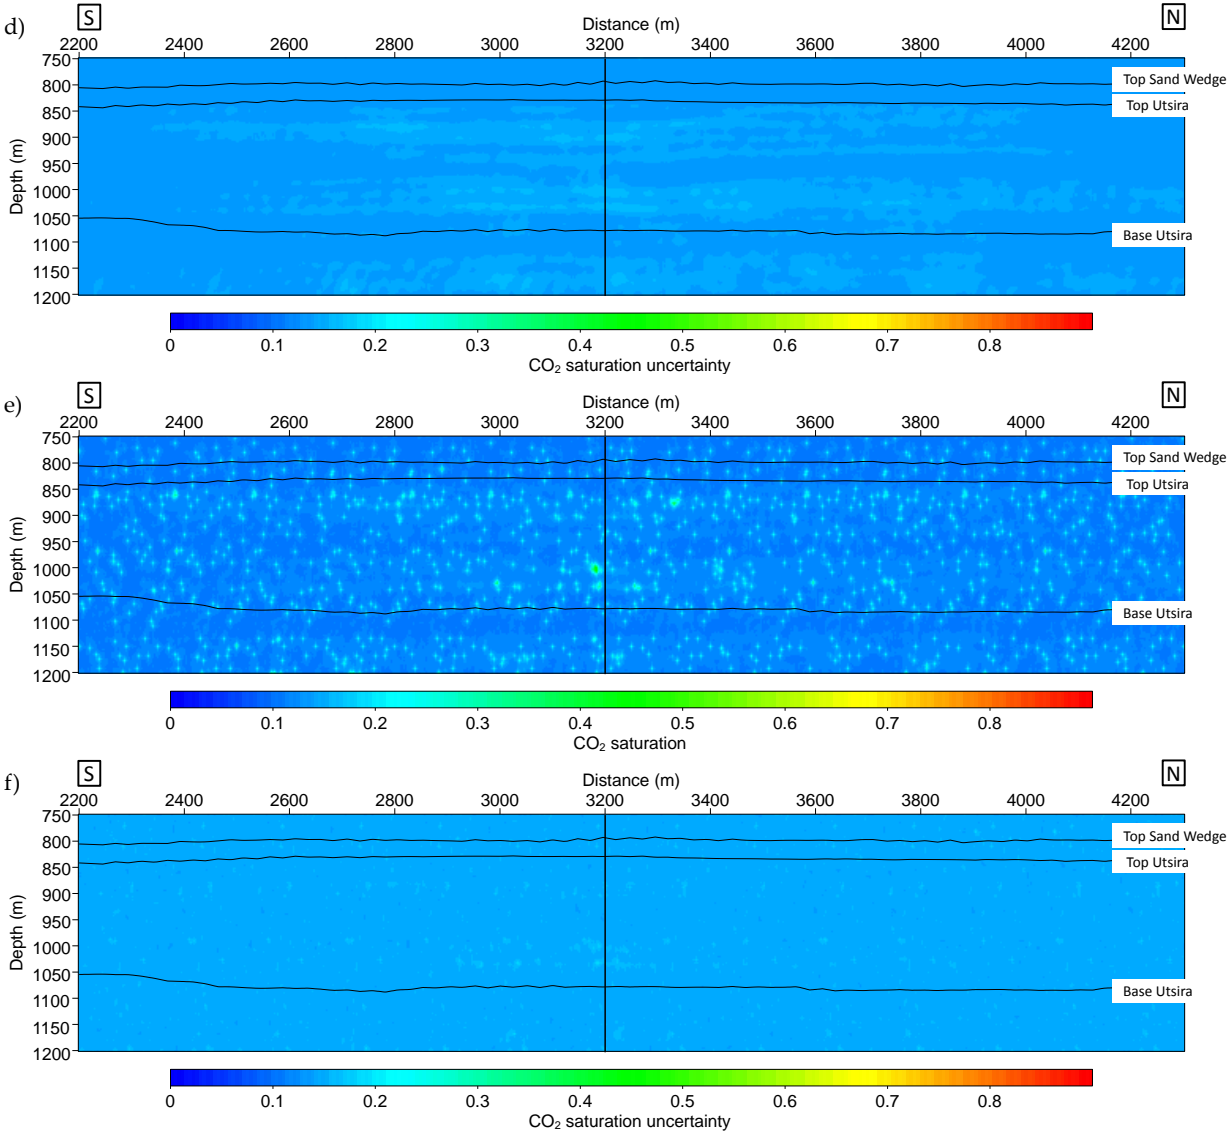 S
N
d)
Distance (m)
2200 2400 2600 2800 3000 3200 3400 3600 3800 4000 4200
750
800
850
900
950
1000
1050
1100
1150
1200
Depth (m)
Top Sand Wedge
Top Utsira
Base Utsira
0 0.1 0.2 0.3 0.4 0.5 0.6 0.7 0.8
CO₂ saturation uncertainty
S
N
e)
Distance (m)
2200 2400 2600 2800 3000 3200 3400 3600 3800 4000 4200
750
800
850
900
950
1000
1050
1100
1150
1200
Depth (m)
Top Sand Wedge
Top Utsira
Base Utsira
0 0.1 0.2 0.3 0.4 0.5 0.6 0.7 0.8
CO₂ saturation
S
N
f)
Distance (m)
2200 2400 2600 2800 3000 3200 3400 3600 3800 4000 4200
750
800
850
900
950
1000
1050
1100
1150
1200
Depth (m)
Top Sand Wedge
Top Utsira
Base Utsira
0 0.1 0.2 0.3 0.4 0.5 0.6 0.7 0.8
CO₂ saturation uncertainty